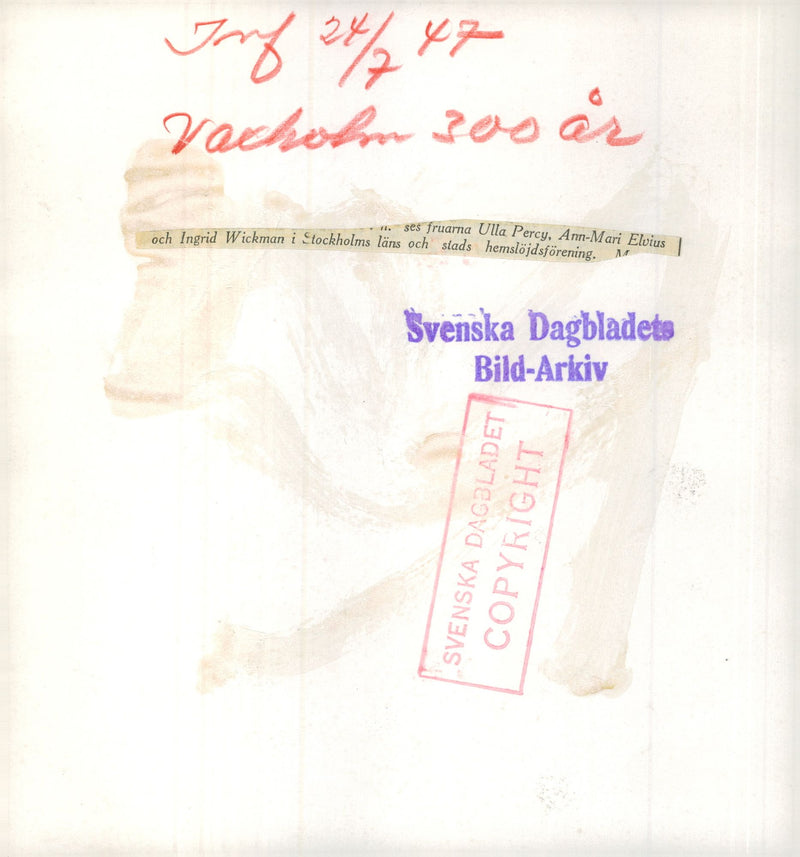 Inf 24/7 47
Vaxholm 300 år
ses fruarna Ulla Percy, Ann-Mari Elvius
och Ingrid Wickman i Stockholms läns och stads hemslöjdsförening.
Svenska Dagbladets
Bild-Arkiv
SVENSKA DAGBLADET
COPYRIGHT